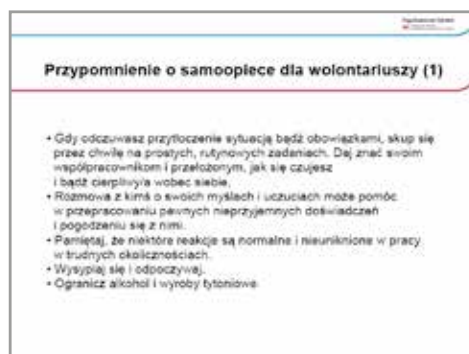 Przypomnienie o samoopiece dla wolontariuszy (1)
• Gdy odczuwasz przytłoczenie sytuacją bądź obowiązkami, skup się
przez chwilę na prostych, rutynowych zadaniach. Daj znać swoim
współpracownikom i przełożonym, jak się czujesz
i bądź cierpliwy/a wobec siebie.
• Rozmowa z kimś o swoich myślach i uczuciach może pomóc
w przepracowaniu pewnych nieprzyjemnych doświadczeń
i pogodzeniu się z nimi.
• Pamiętaj, że niektóre reakcje są normalne i nieuniknione w pracy
w trudnych okolicznościach.
• Wysypiaj się i odpoczywaj.
• Ogranicz alkohol i wyroby tytoniowe